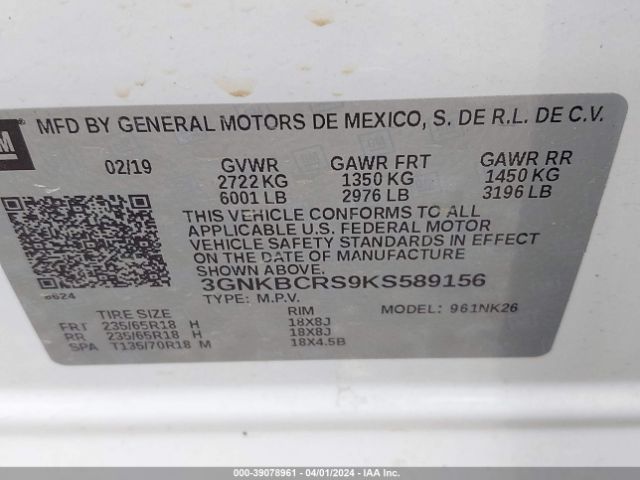 GM
MFD BY GENERAL MOTORS DE MEXICO, S. DE R.L. DE C.V.
02/19 GVWR GAWR FRT GAWR RR
2722 KG 1350 KG 1450 KG
6001 LB 2976 LB 3196 LB
THIS VEHICLE CONFORMS TO ALL
APPLICABLE U.S. FEDERAL MOTOR
VEHICLE SAFETY STANDARDS IN EFFECT
ON THE DATE OF MANUFACTURE
SHOWN ABOVE.
3GNKBCRS9KS589156
TYPE: M.P.V. MODEL: 961NK26
TIRE SIZE RIM
FRT 235/65R18 H 18X8J
RR 235/65R18 H 18X8J
SPA T135/70R18 M 18X4.5B
000-39078961 - 04/01/2024 - IAA Inc.